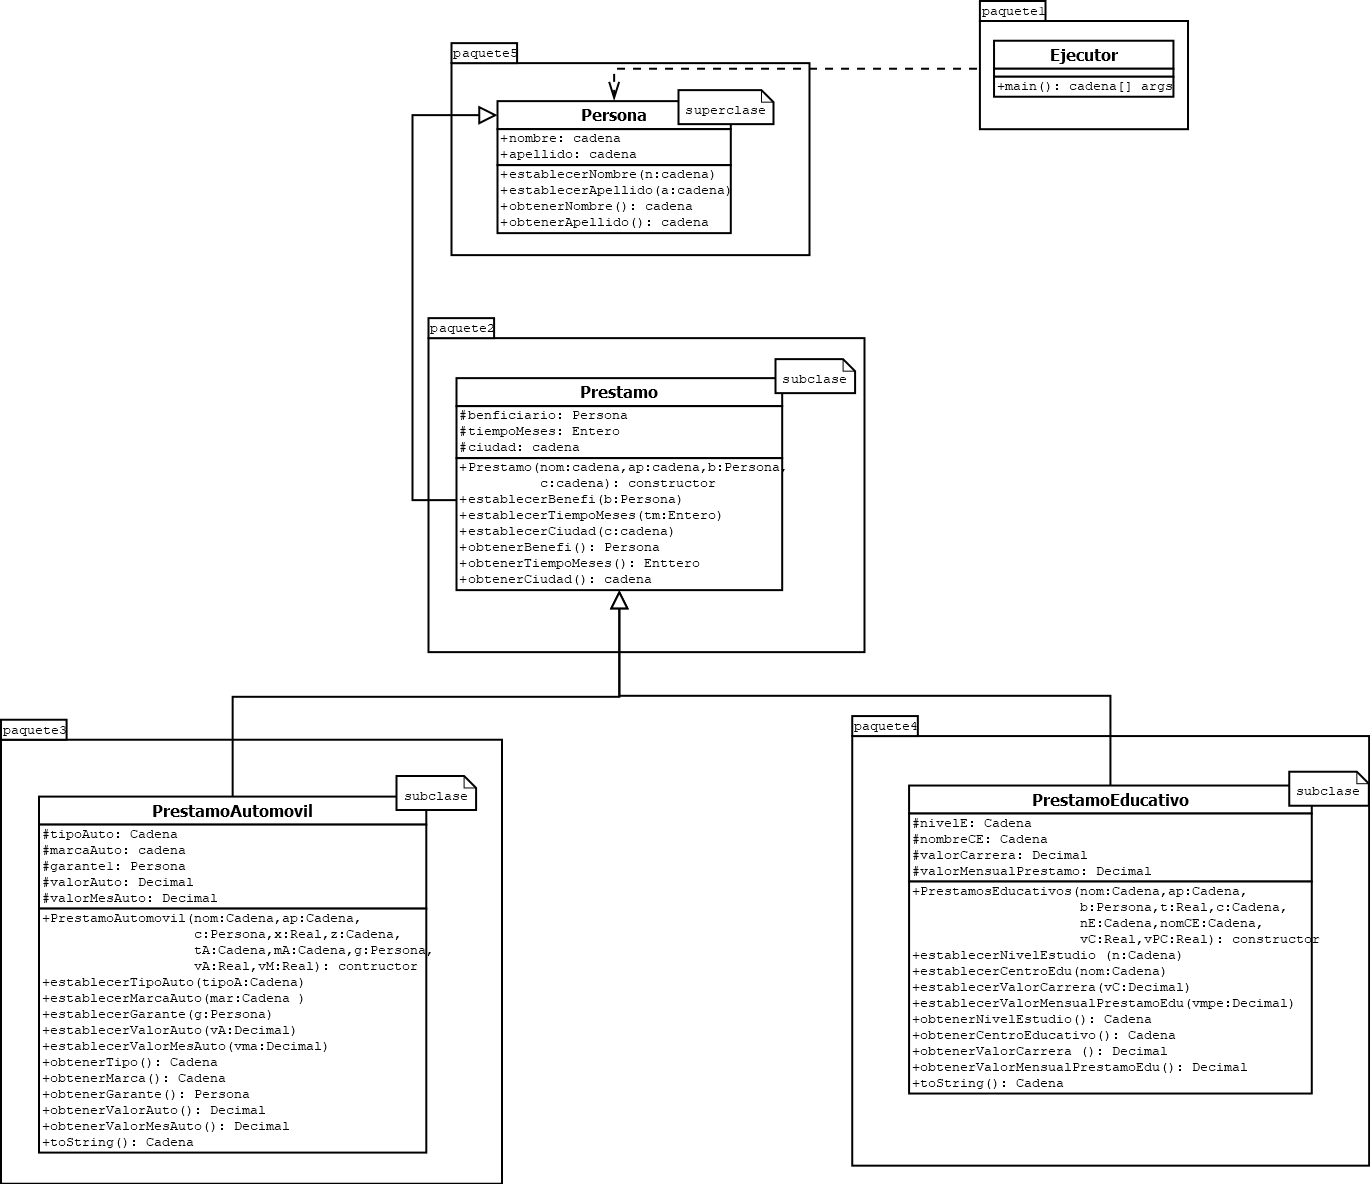 paquete1
Ejecutor
+main(): cadena[] args
paquete5
superclase
Persona
+nombre: cadena
+apellido: cadena
+establecerNombre(n:cadena)
+establecerApellido(a:cadena)
+obtenerNombre(): cadena
+obtenerApellido(): cadena
paquete2
subclase
Prestamo
#benficiario: Persona
#tiempoMeses: Entero
#ciudad: cadena
+Prestamo(nom:cadena,ap:cadena,b:Persona,
c:cadena): constructor
+establecerBenefi(b:Persona)
+establecerTiempoMeses(tm:Entero)
+establecerCiudad(c:cadena)
+obtenerBenefi(): Persona
+obtenerTiempoMeses(): Enttero
+obtenerCiudad(): cadena
paquete3
subclase
PrestamoAutomovil
#tipoAuto: Cadena
#marcaAuto: cadena
#garante1: Persona
#valorAuto: Decimal
#valorMesAuto: Decimal
+PrestamoAutomovil(nom:Cadena,ap:Cadena,
c:Persona,x:Real,z:Cadena,
tA:Cadena,mA:Cadena,g:Persona,
vA:Real,vM:Real): contructor
+establecerTipoAuto(tipoA:Cadena)
+establecerMarcaAuto(mar:Cadena )
+establecerGarante(g:Persona)
+establecerValorAuto(vA:Decimal)
+establecerValorMesAuto(vma:Decimal)
+obtenerTipo(): Cadena
+obtenerMarca(): Cadena
+obtenerGarante(): Persona
+obtenerValorAuto(): Decimal
+obtenerValorMesAuto(): Decimal
+toString(): Cadena
paquete4
subclase
PrestamoEducativo
#nivelE: Cadena
#nombreCE: Cadena
#valorCarrera: Decimal
#valorMensualPrestamo: Decimal
+PrestamosEducativos(nom:Cadena,ap:Cadena,
b:Persona,t:Real,c:Cadena,
nE:Cadena,nomCE:Cadena,
vC:Real,vPC:Real): constructor
+establecerNivelEstudio (n:Cadena)
+establecerCentroEdu(nom:Cadena)
+establecerValorCarrera(vC:Decimal)
+establecerValorMensualPrestamoEdu(vmpe:Decimal)
+obtenerNivelEstudio(): Cadena
+obtenerCentroEducativo(): Cadena
+obtenerValorCarrera (): Decimal
+obtenerValorMensualPrestamoEdu(): Decimal
+toString(): Cadena